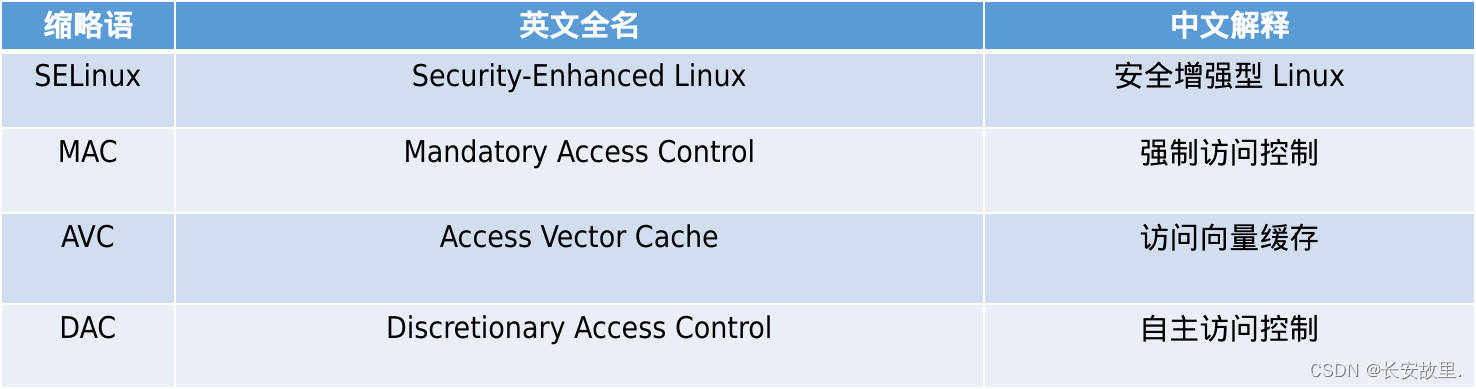 缩略语 英文全名 中文解释
SELinux Security-Enhanced Linux 安全增强型 Linux
MAC Mandatory Access Control 强制访问控制
AVC Access Vector Cache 访问向量缓存
DAC Discretionary Access Control 自主访问控制
CSDN @长安故里.